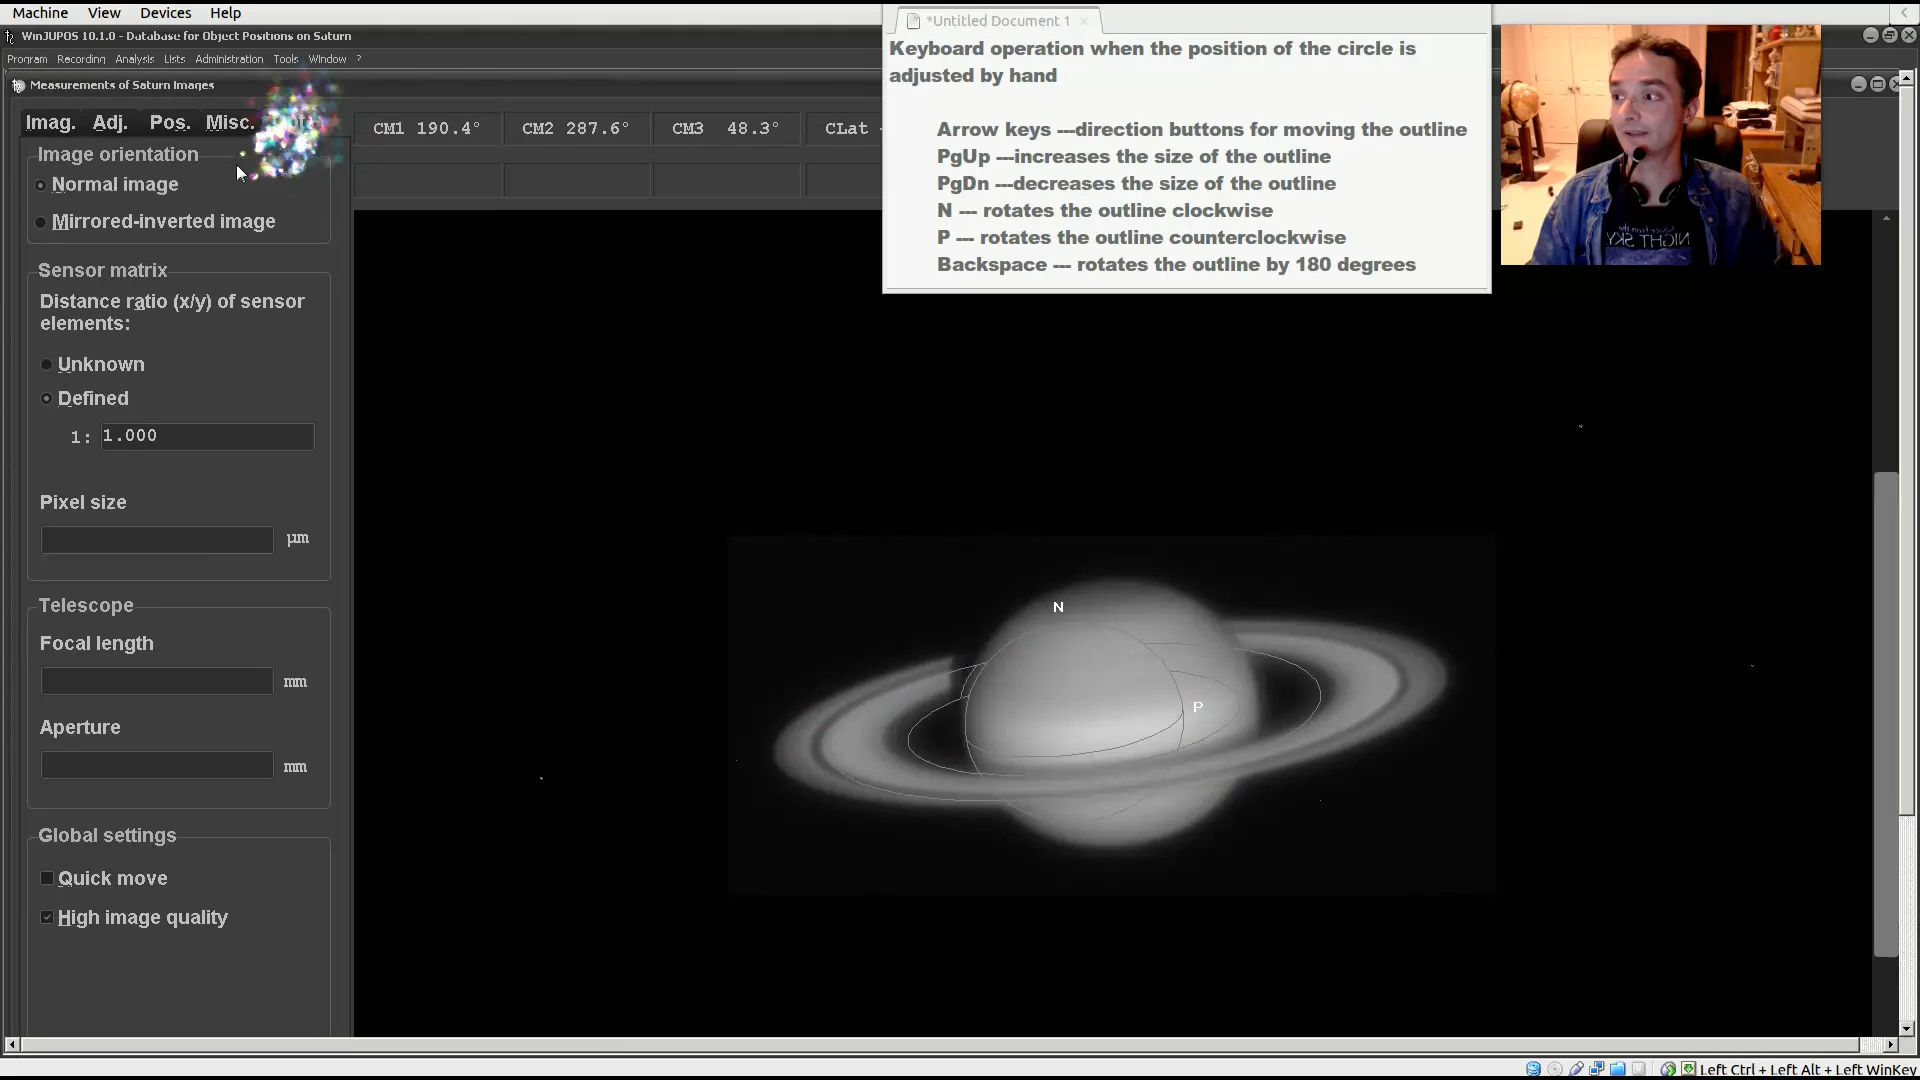 Machine View Devices Help
WinJUPOS 10.1.0 - Database for Object Positions on Saturn
Program Recording Analysis Lists Administration Tools Window ?
Measurements of Saturn Images
Imag. Adj. Pos. Misc.
CM1 190.4° CM2 287.6° CM3 48.3° CLat
Image orientation
Normal image
Mirrored-inverted image
Sensor matrix
Distance ratio (x/y) of sensor
elements:
Unknown
Defined
1: 1.000
Pixel size
µm
Telescope
Focal length
mm
Aperture
mm
Global settings
Quick move
High image quality
*Untitled Document 1
Keyboard operation when the position of the circle is
adjusted by hand
Arrow keys ---direction buttons for moving the outline
PgUp ---increases the size of the outline
PgDn ---decreases the size of the outline
N --- rotates the outline clockwise
P --- rotates the outline counterclockwise
Backspace --- rotates the outline by 180 degrees
Advice from the
NIGHT SKY
N
P
Left Ctrl + Left Alt + Left WinKey